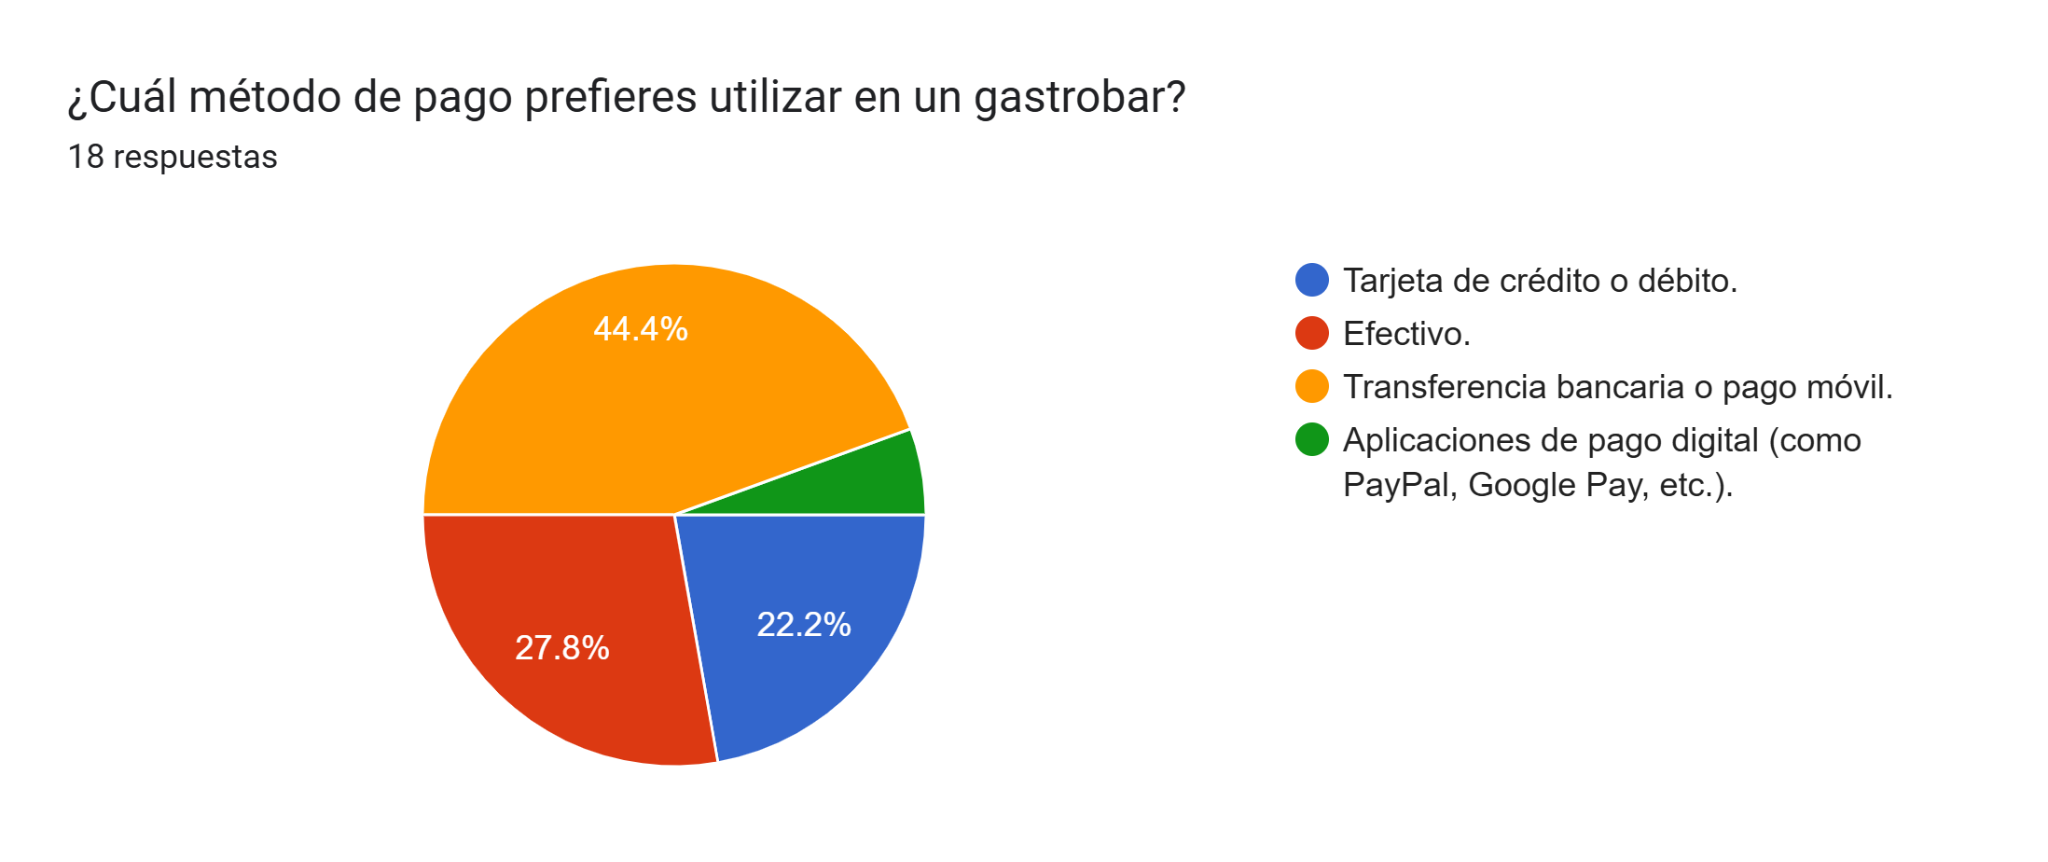 ¿Cuál método de pago prefieres utilizar en un gastrobar?
18 respuestas
44.4%
27.8%
22.2%
Tarjeta de crédito o débito.
Efectivo.
Transferencia bancaria o pago móvil.
Aplicaciones de pago digital (como
PayPal, Google Pay, etc.).